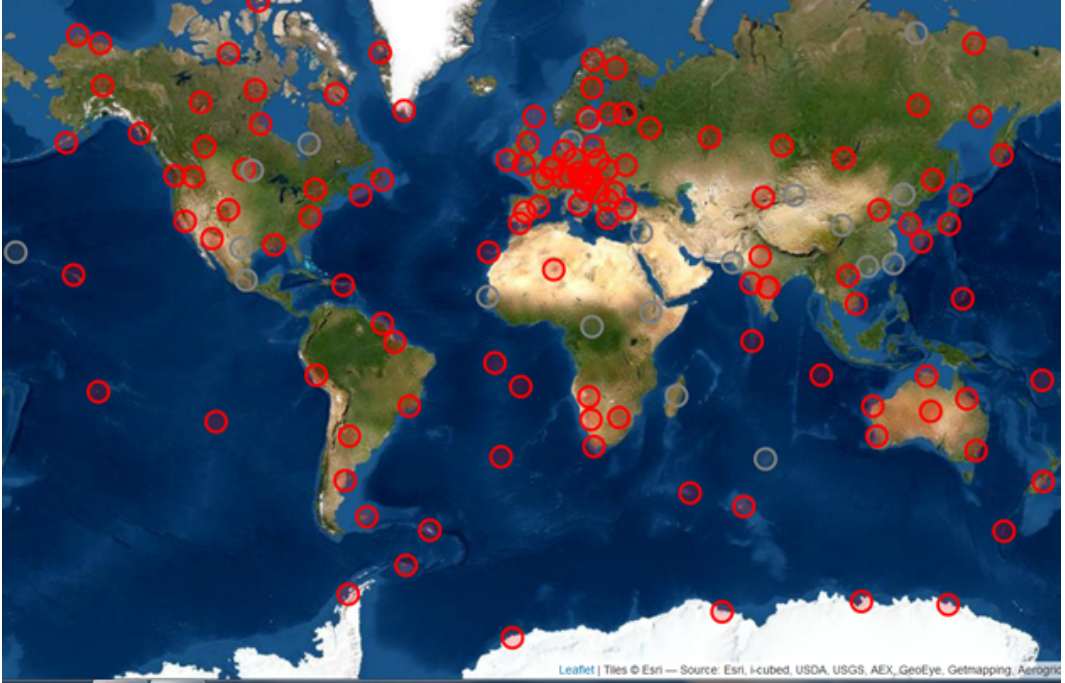 Leaflet | Tiles © Esri — Source: Esri, i-cubed, USDA, USGS, AEX, GeoEye, Getmapping, Aerogrid